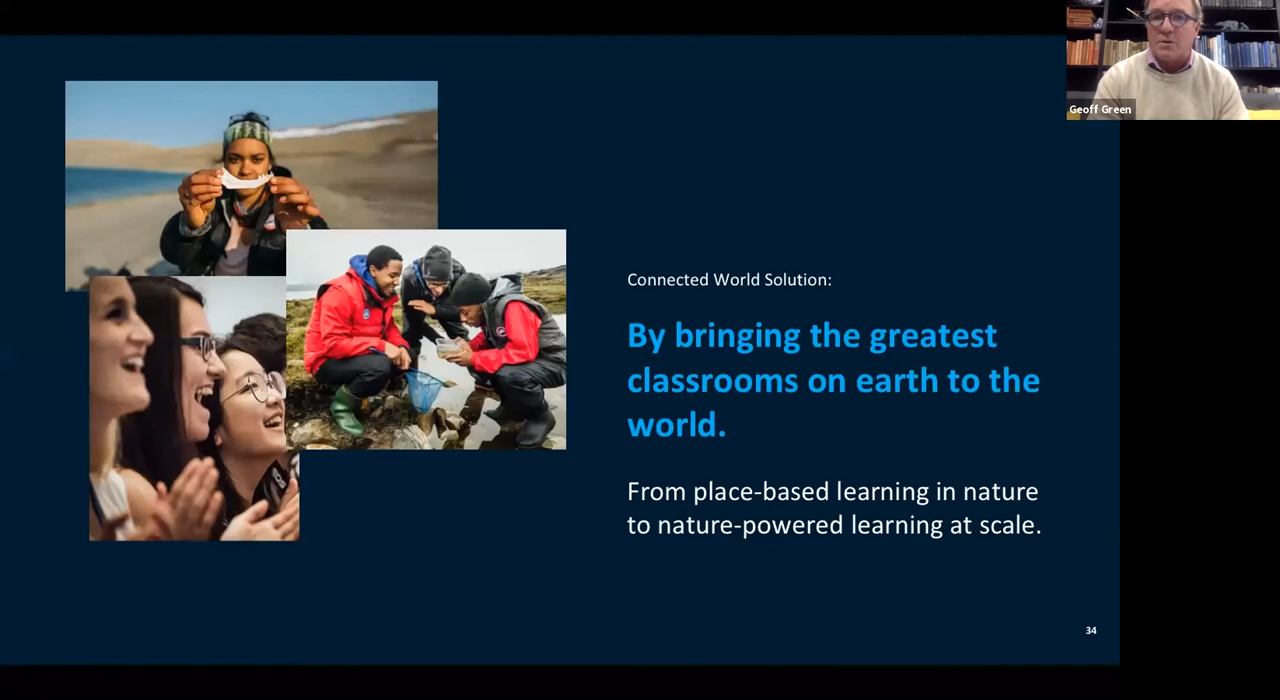 Geoff Green
Connected World Solution:
By bringing the greatest
classrooms on earth to the
world.
From place-based learning in nature
to nature-powered learning at scale.
34